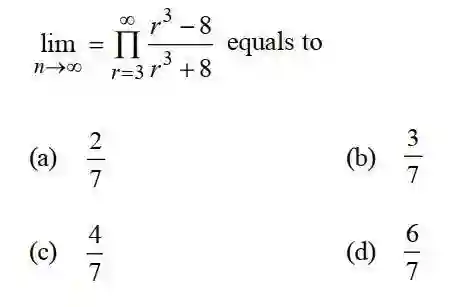 lim n→∞ = ∏ r=3 ∞ r³ − 8 / r³ + 8 equals to
(a) 2/7 (b) 3/7
(c) 4/7 (d) 6/7